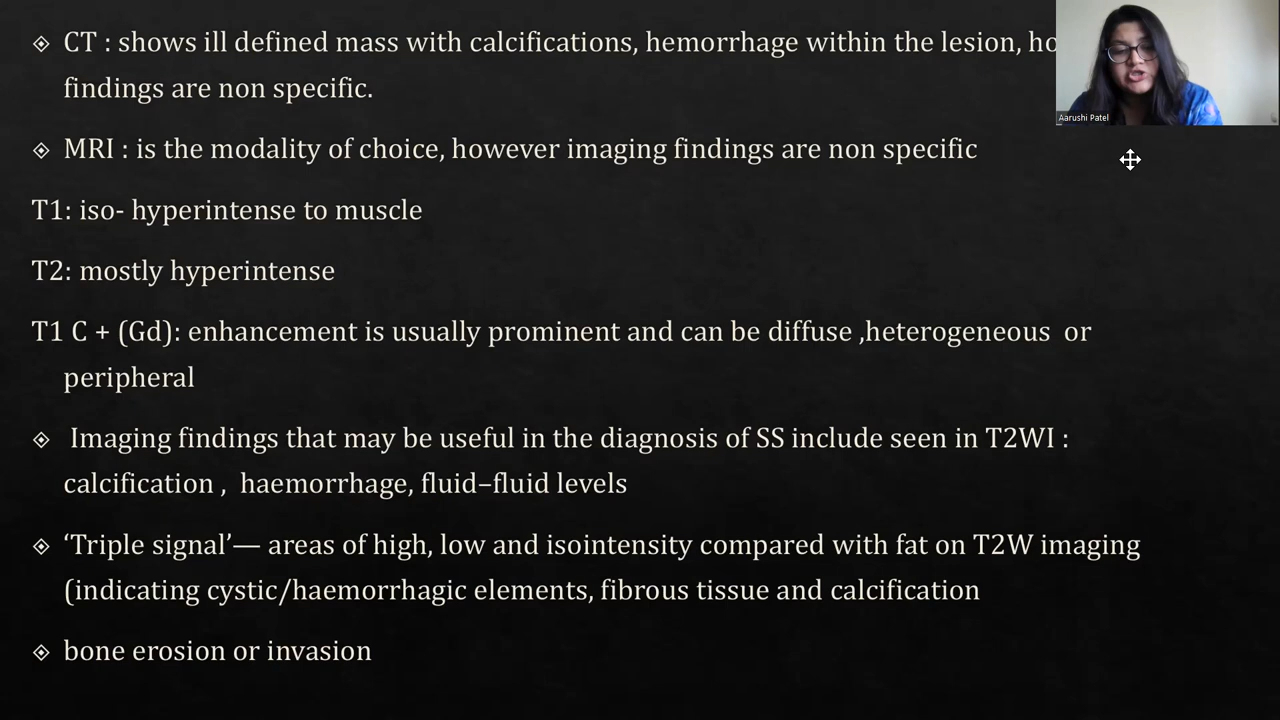 CT : shows ill defined mass with calcifications, hemorrhage within the lesion,
findings are non specific.
Aarushi Patel
MRI : is the modality of choice, however imaging findings are non specific
T1: iso- hyperintense to muscle
T2: mostly hyperintense
T1 C + (Gd): enhancement is usually prominent and can be diffuse ,heterogeneous or
peripheral
Imaging findings that may be useful in the diagnosis of SS include seen in T2WI :
calcification , haemorrhage, fluid–fluid levels
‘Triple signal’— areas of high, low and isointensity compared with fat on T2W imaging
(indicating cystic/haemorrhagic elements, fibrous tissue and calcification
bone erosion or invasion